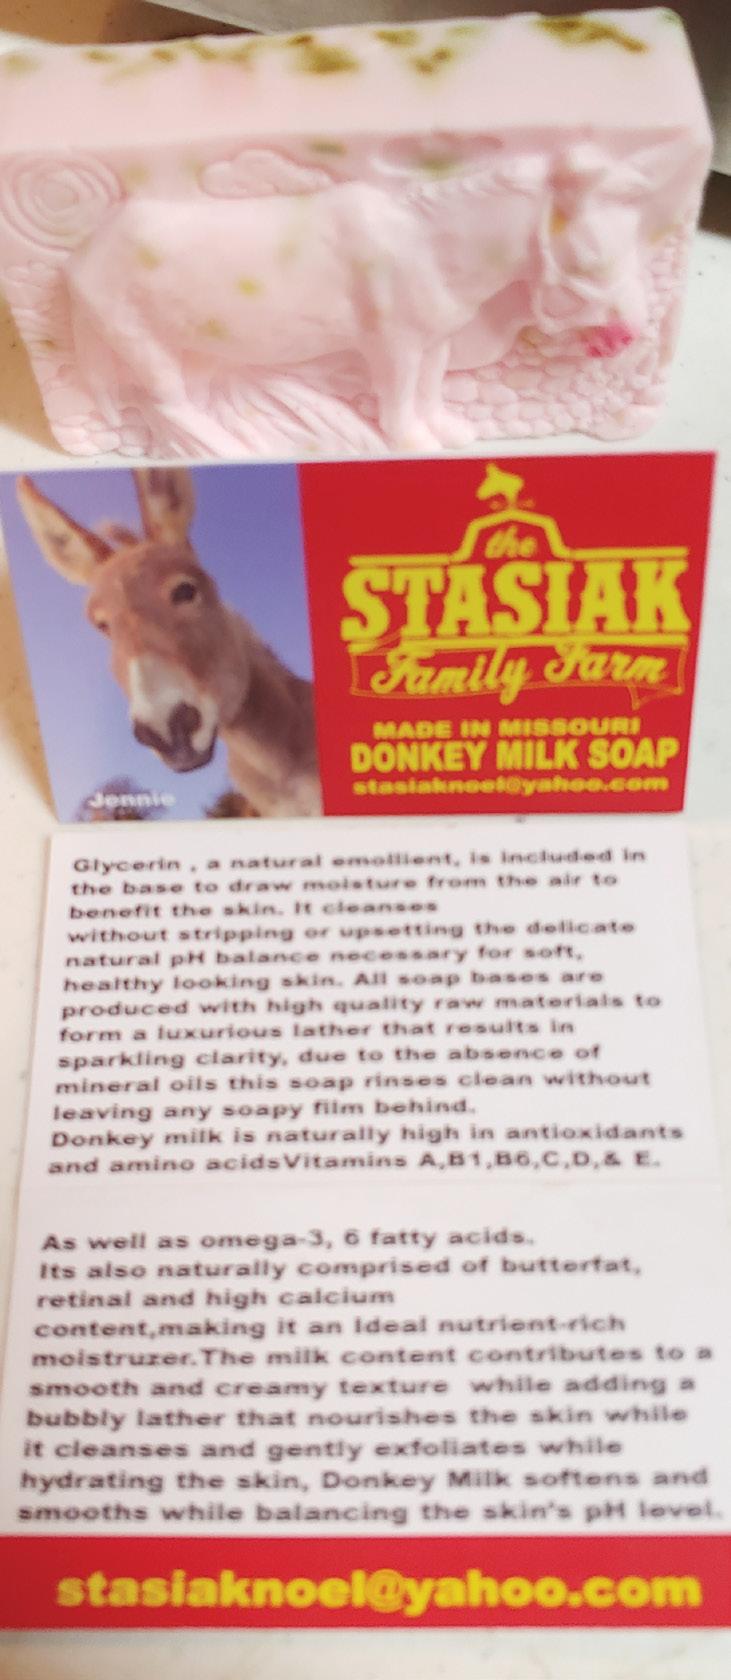 the
STASIAK
Family Farm
MADE IN MISSOURI
DONKEY MILK SOAP
stasiaknoel@yahoo.com
Jennie
Glycerin , a natural emollient, is included in
the base to draw moisture from the air to
benefit the skin. It cleanses
without stripping or upsetting the delicate
natural pH balance necessary for soft,
healthy looking skin. All soap bases are
produced with high quality raw materials to
form a luxurious lather that results in
sparkling clarity, due to the absence of
mineral oils this soap rinses clean without
leaving any soapy film behind.
Donkey milk is naturally high in antioxidants
and amino acidsVitamins A,B1,B6,C,D,& E.
As well as omega-3, 6 fatty acids.
Its also naturally comprised of butterfat,
retinal and high calcium
content,making it an Ideal nutrient-rich
moistruzer.The milk content contributes to a
smooth and creamy texture while adding a
bubbly lather that nourishes the skin while
it cleanses and gently exfoliates while
hydrating the skin, Donkey Milk softens and
smooths while balancing the skin's pH level.
stasiaknoel@yahoo.com